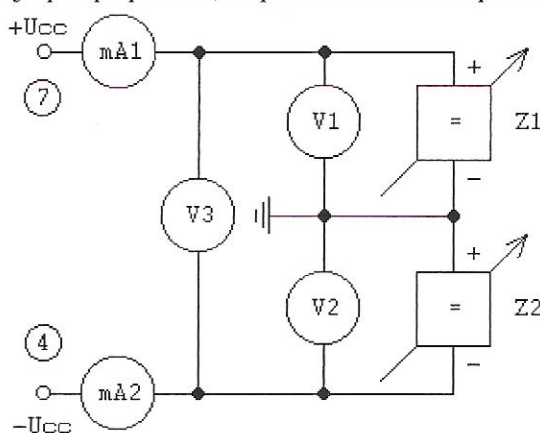 +Ucc
mA1
7
V1
+
=
Z1
-
V3
V2
+
=
Z2
-
4
mA2
-Ucc